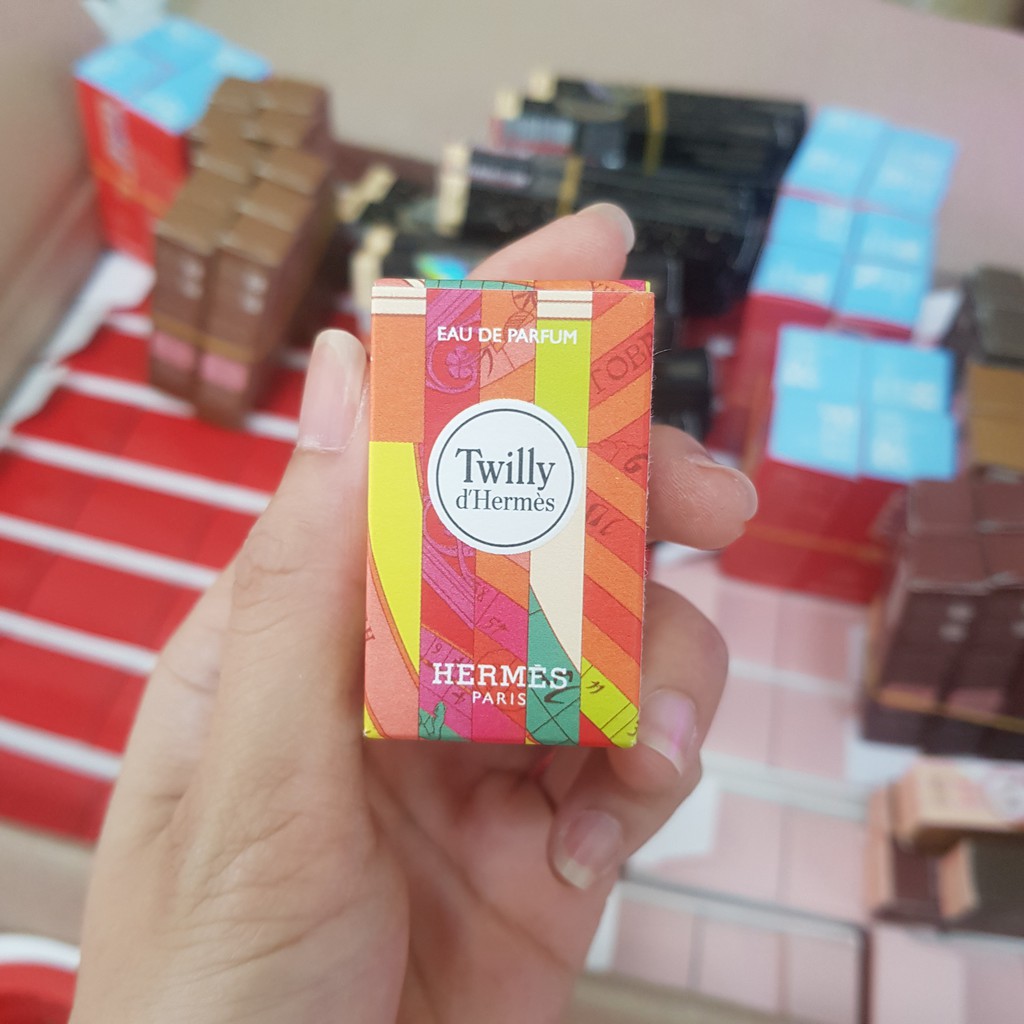 EAU DE PARFUM
Twilly
d'Hermès
HERMÈS
PARIS